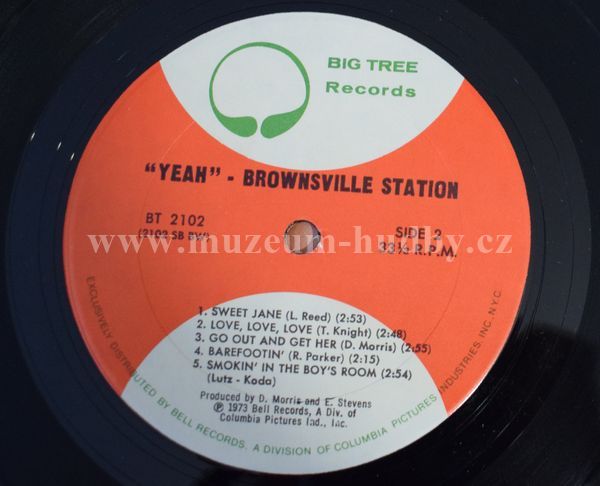 BIG TREE
Records
"YEAH" - BROWNSVILLE STATION
BT 2102
(2102 SB BW)
SIDE 2
33⅓ R.P.M.
www.muzeum-hudby.cz
1. SWEET JANE (L. Reed) (2:53)
2. LOVE, LOVE, LOVE (T. Knight) (2:48)
3. GO OUT AND GET HER (D. Morris) (2:55)
4. BAREFOOTIN' (R. Parker) (2:15)
5. SMOKIN' IN THE BOY'S ROOM (2:54)
(Lutz - Koda)
Produced by D. Morris and E. Stevens
Ⓟ 1973 Bell Records, A Div. of
Columbia Pictures Ind., Inc.
EXCLUSIVELY DISTRIBUTED BY BELL RECORDS. A DIVISION OF COLUMBIA PICTURES INDUSTRIES INC. N.Y.C.